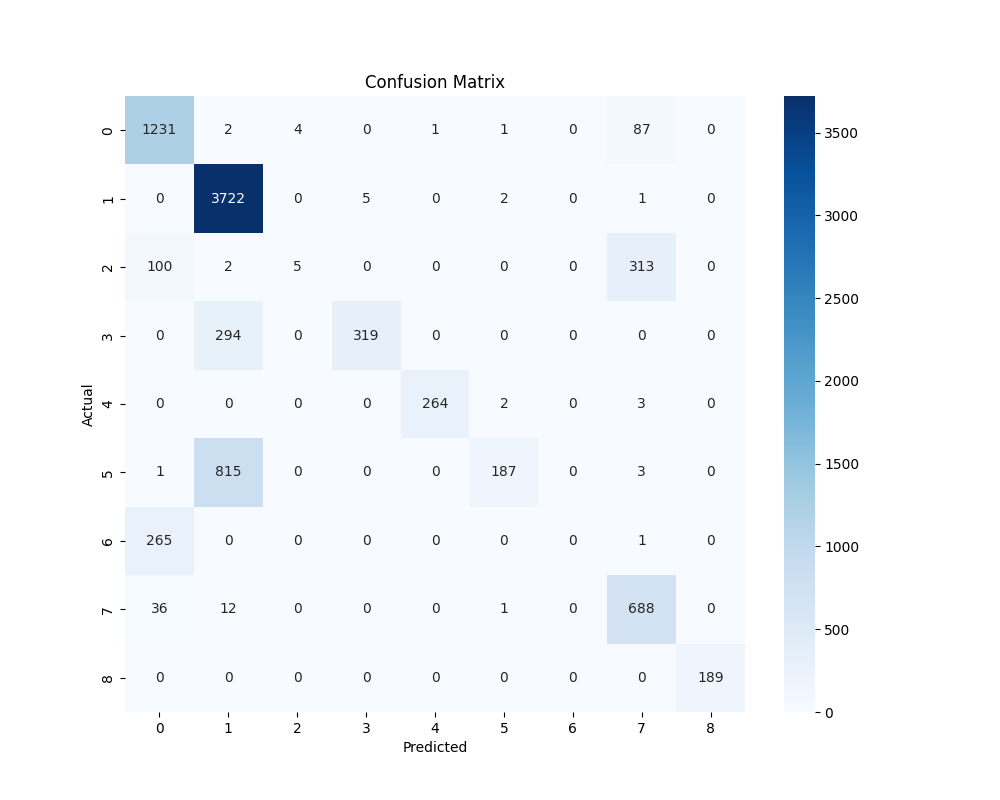 Confusion Matrix
Actual
0 1231 2 4 0 1 1 0 87 0
1 0 3722 0 5 0 2 0 1 0
2 100 2 5 0 0 0 0 313 0
3 0 294 0 319 0 0 0 0 0
4 0 0 0 0 264 2 0 3 0
5 1 815 0 0 0 187 0 3 0
6 265 0 0 0 0 0 0 1 0
7 36 12 0 0 0 1 0 688 0
8 0 0 0 0 0 0 0 0 189
0 1 2 3 4 5 6 7 8
Predicted
3500
3000
2500
2000
1500
1000
500
0